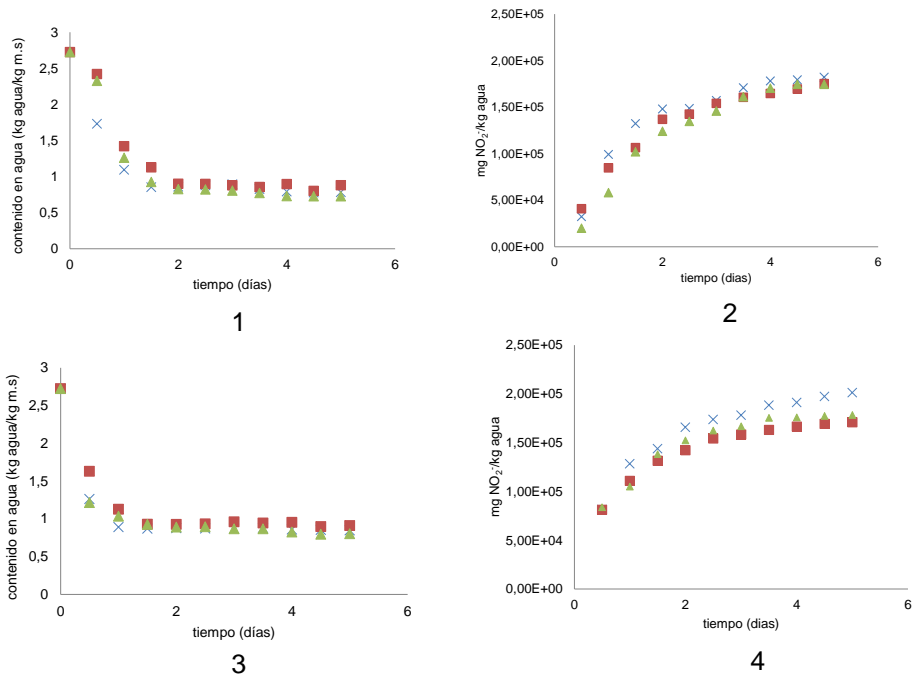 contenido en agua (kg agua/kg m.s)
3
2,5
2
1,5
1
0,5
0
0 2 4 6
tiempo (días)
1
mg NO₂⁻/kg agua
2,50E+05
2,00E+05
1,50E+05
1,00E+05
5,00E+04
0,00E+00
0 2 4 6
tiempo (dias)
2
contenido en agua (kg agua/kg m.s)
3
2,5
2
1,5
1
0,5
0
0 2 4 6
tiempo (días)
3
mg NO₂⁻/kg agua
2,50E+05
2,00E+05
1,50E+05
1,00E+05
5,00E+04
0,00E+00
0 2 4 6
tiempo (dias)
4